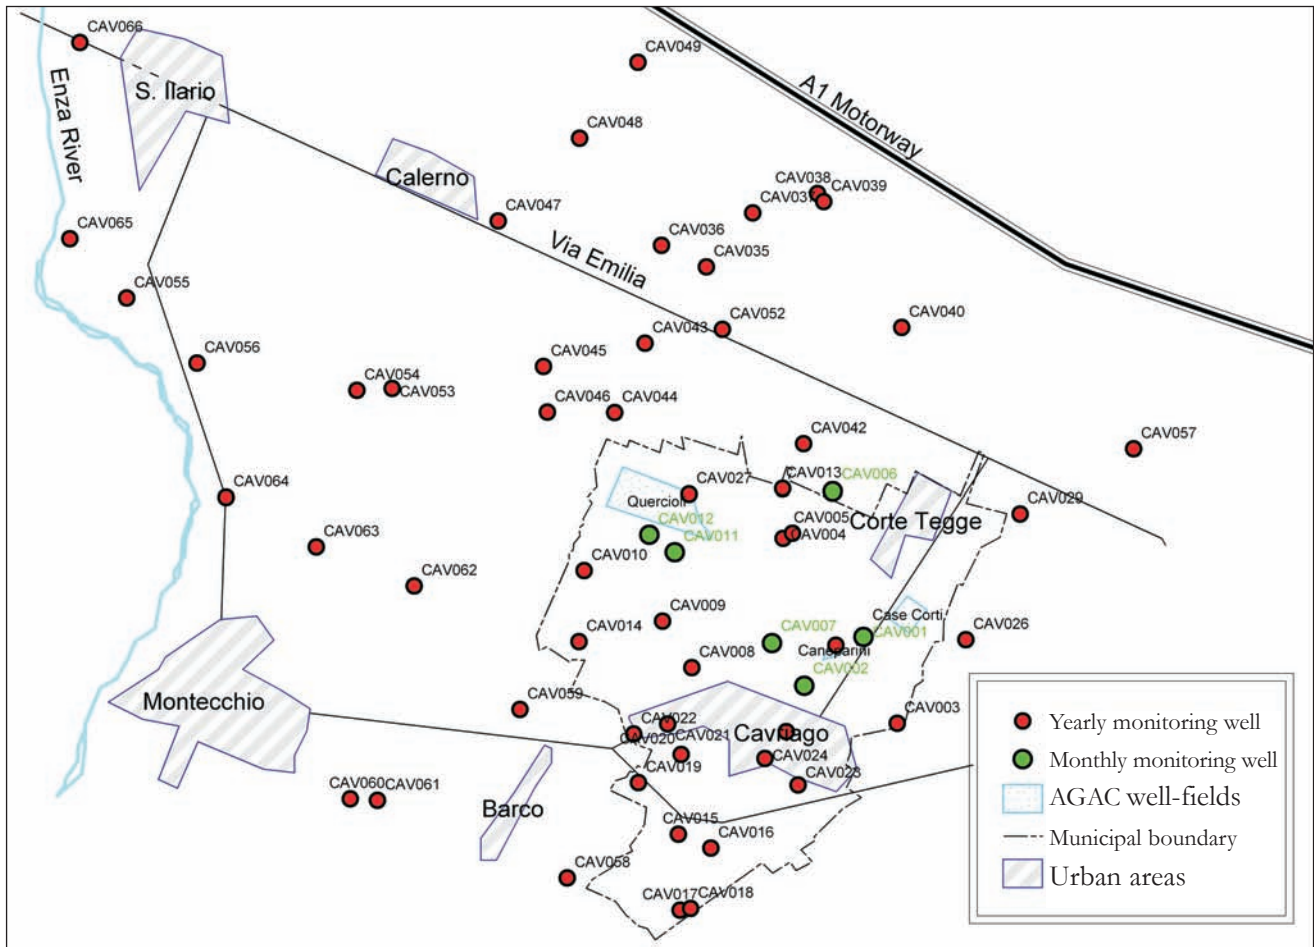 CAV066
CAV049
S. Ilario
Enza River
A1 Motorway
CAV048
Calerno
CAV038
CAV039
CAV037
CAV047
CAV036
CAV065
Via Emilia
CAV035
CAV055
CAV052
CAV040
CAV043
CAV056
CAV045
CAV054
CAV053
CAV046
CAV044
CAV042
CAV057
CAV064
CAV027
CAV013
CAV006
Quercioli
CAV029
CAV012
CAV005
Corte Tegge
CAV011
CAV004
CAV063
CAV010
CAV062
CAV009
Case Corti
CAV014
CAV007
CAV001
CAV026
CAV008
Caneparini
CAV002
Montecchio
CAV059
CAV003
CAV022
CAV020
CAV021
Cavriago
CAV024
CAV019
CAV023
CAV060
CAV061
Barco
CAV015
CAV016
CAV058
CAV017
CAV018
Yearly monitoring well
Monthly monitoring well
AGAC well-fields
Municipal boundary
Urban areas